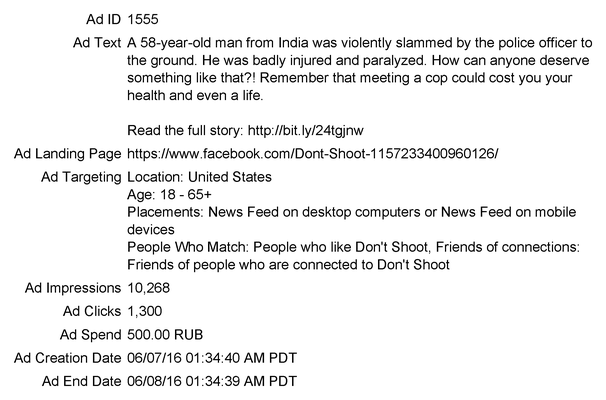 Ad ID 1555
Ad Text A 58-year-old man from India was violently slammed by the police officer to
the ground. He was badly injured and paralyzed. How can anyone deserve
something like that?! Remember that meeting a cop could cost you your
health and even a life.
Read the full story: http://bit.ly/24tgjnw
Ad Landing Page https://www.facebook.com/Dont-Shoot-1157233400960126/
Ad Targeting Location: United States
Age: 18 - 65+
Placements: News Feed on desktop computers or News Feed on mobile
devices
People Who Match: People who like Don't Shoot, Friends of connections:
Friends of people who are connected to Don't Shoot
Ad Impressions 10,268
Ad Clicks 1,300
Ad Spend 500.00 RUB
Ad Creation Date 06/07/16 01:34:40 AM PDT
Ad End Date 06/08/16 01:34:39 AM PDT